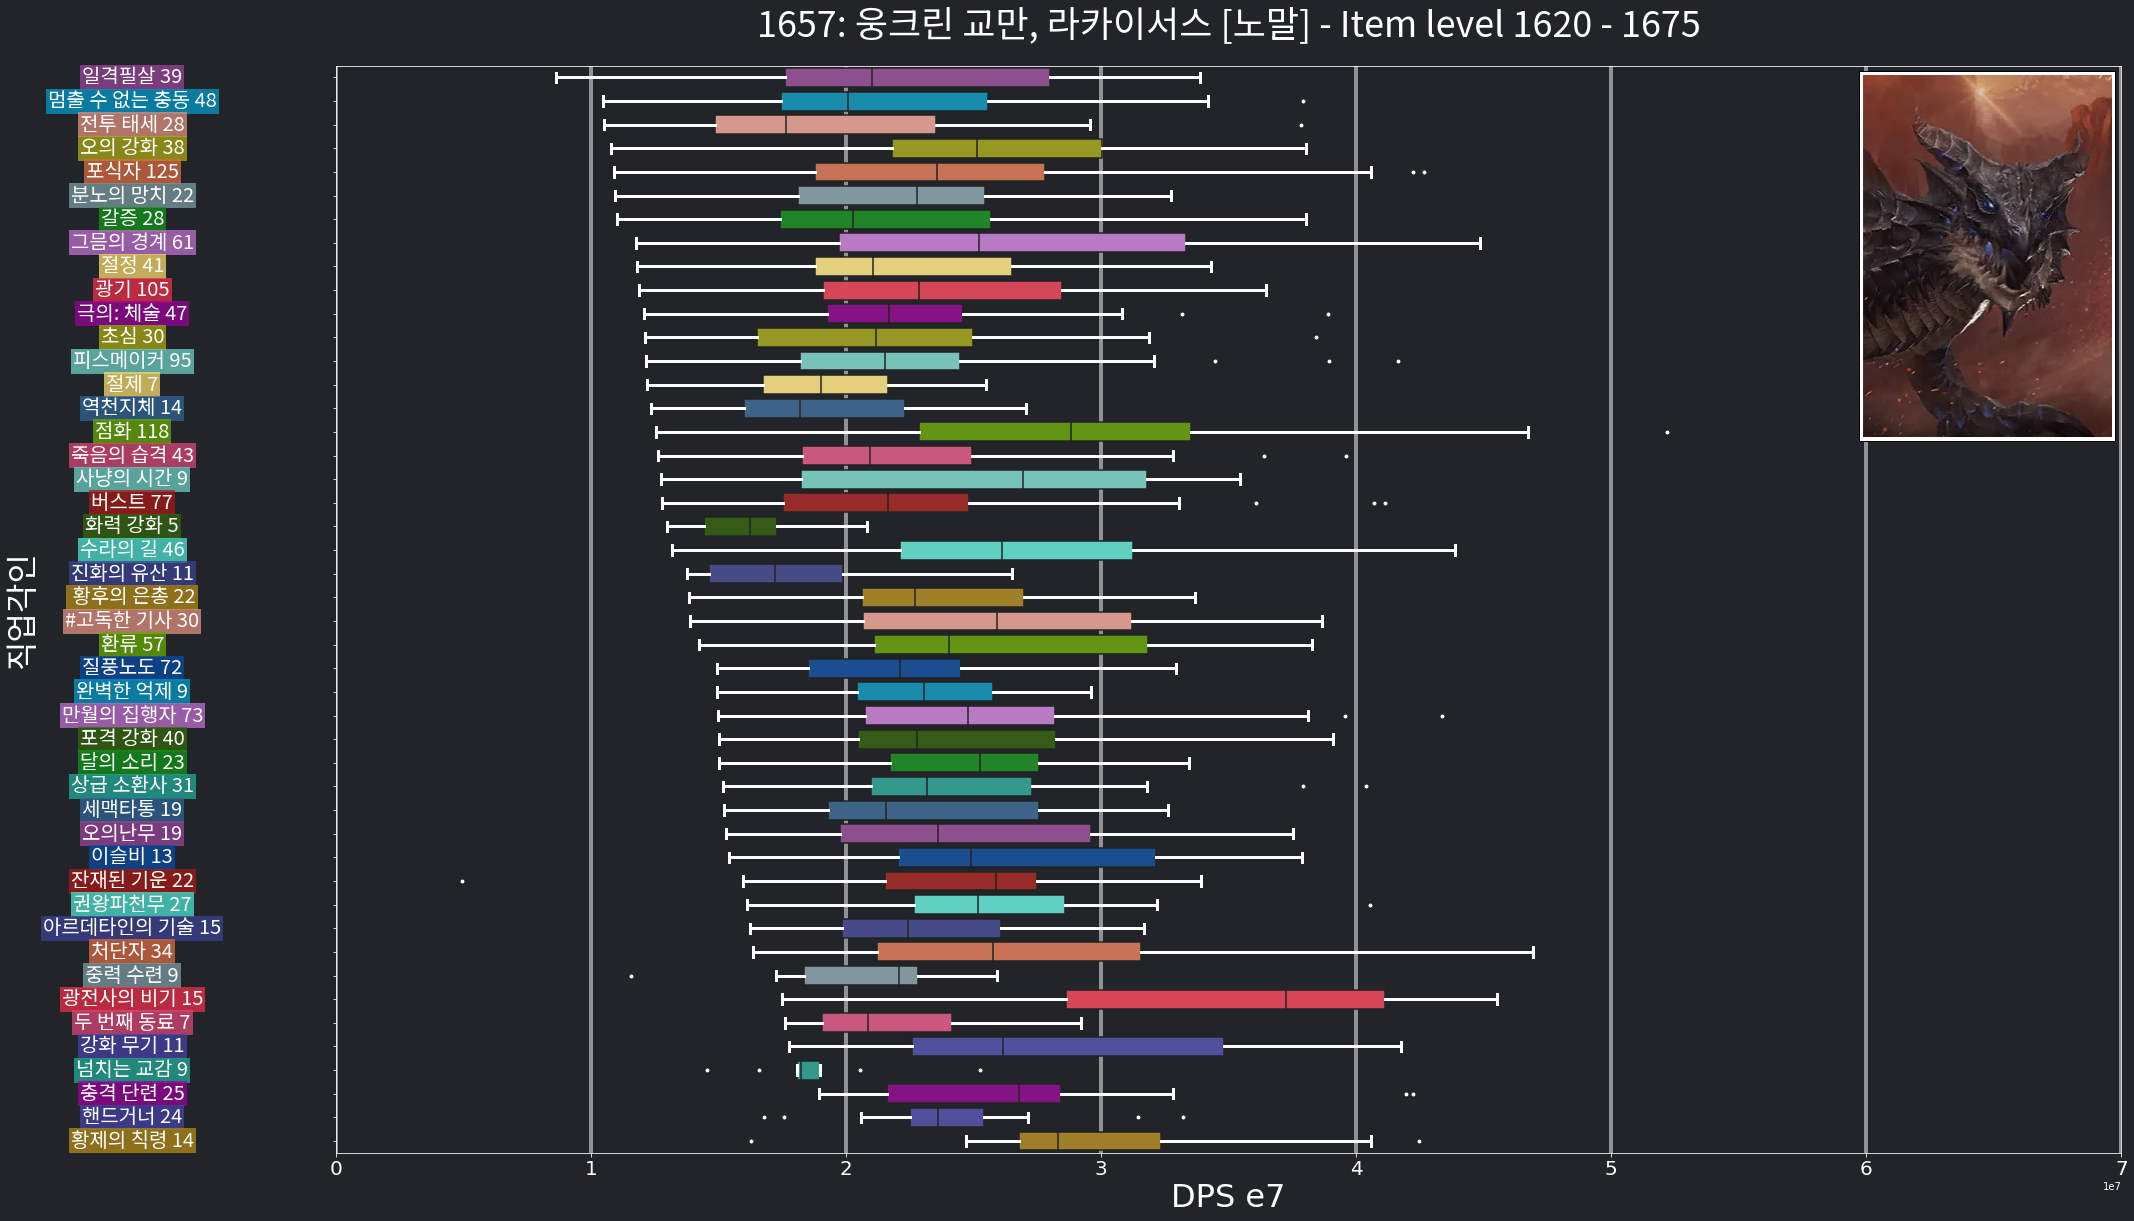 1657: 웅크린 교만, 라카이서스 [노말] - Item level 1620 - 1675
일격필살 39
멈출 수 없는 충동 48
전투 태세 28
오의 강화 38
포식자 125
분노의 망치 22
갈증 28
그믐의 경계 61
절정 41
광기 105
극의: 체술 47
초심 30
피스메이커 95
절제 7
역천지체 14
점화 118
죽음의 습격 43
사냥의 시간 9
버스트 77
화력 강화 5
수라의 길 46
진화의 유산 11
황후의 은총 22
#고독한 기사 30
환류 57
질풍노도 72
완벽한 억제 9
만월의 집행자 73
포격 강화 40
달의 소리 23
상급 소환사 31
세맥타통 19
오의난무 19
이슬비 13
잔재된 기운 22
권왕파천무 27
아르데타인의 기술 15
처단자 34
중력 수련 9
광전사의 비기 15
두 번째 동료 7
강화 무기 11
넘치는 교감 9
충격 단련 25
핸드거너 24
황제의 칙령 14
직업각인
0 1 2 3 4 5 6 7
1e7
DPS e7